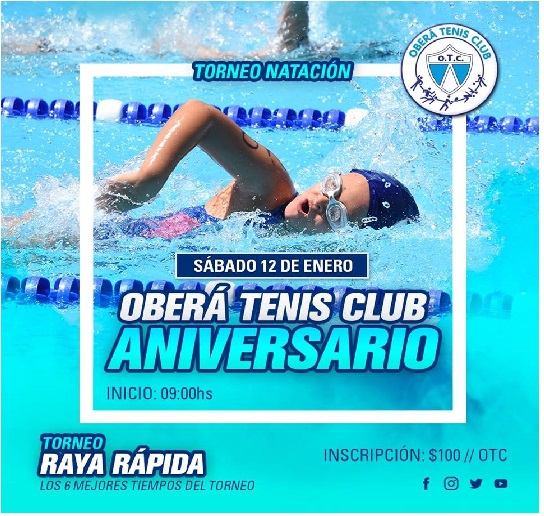 TORNEO NATACIÓN
OBERÁ TENIS CLUB
O.T.C.
SÁBADO 12 DE ENERO
OBERÁ TENIS CLUB
ANIVERSARIO
INICIO: 09:00hs
TORNEO
RAYA RÁPIDA
LOS 6 MEJORES TIEMPOS DEL TORNEO
INSCRIPCIÓN: $100 // OTC